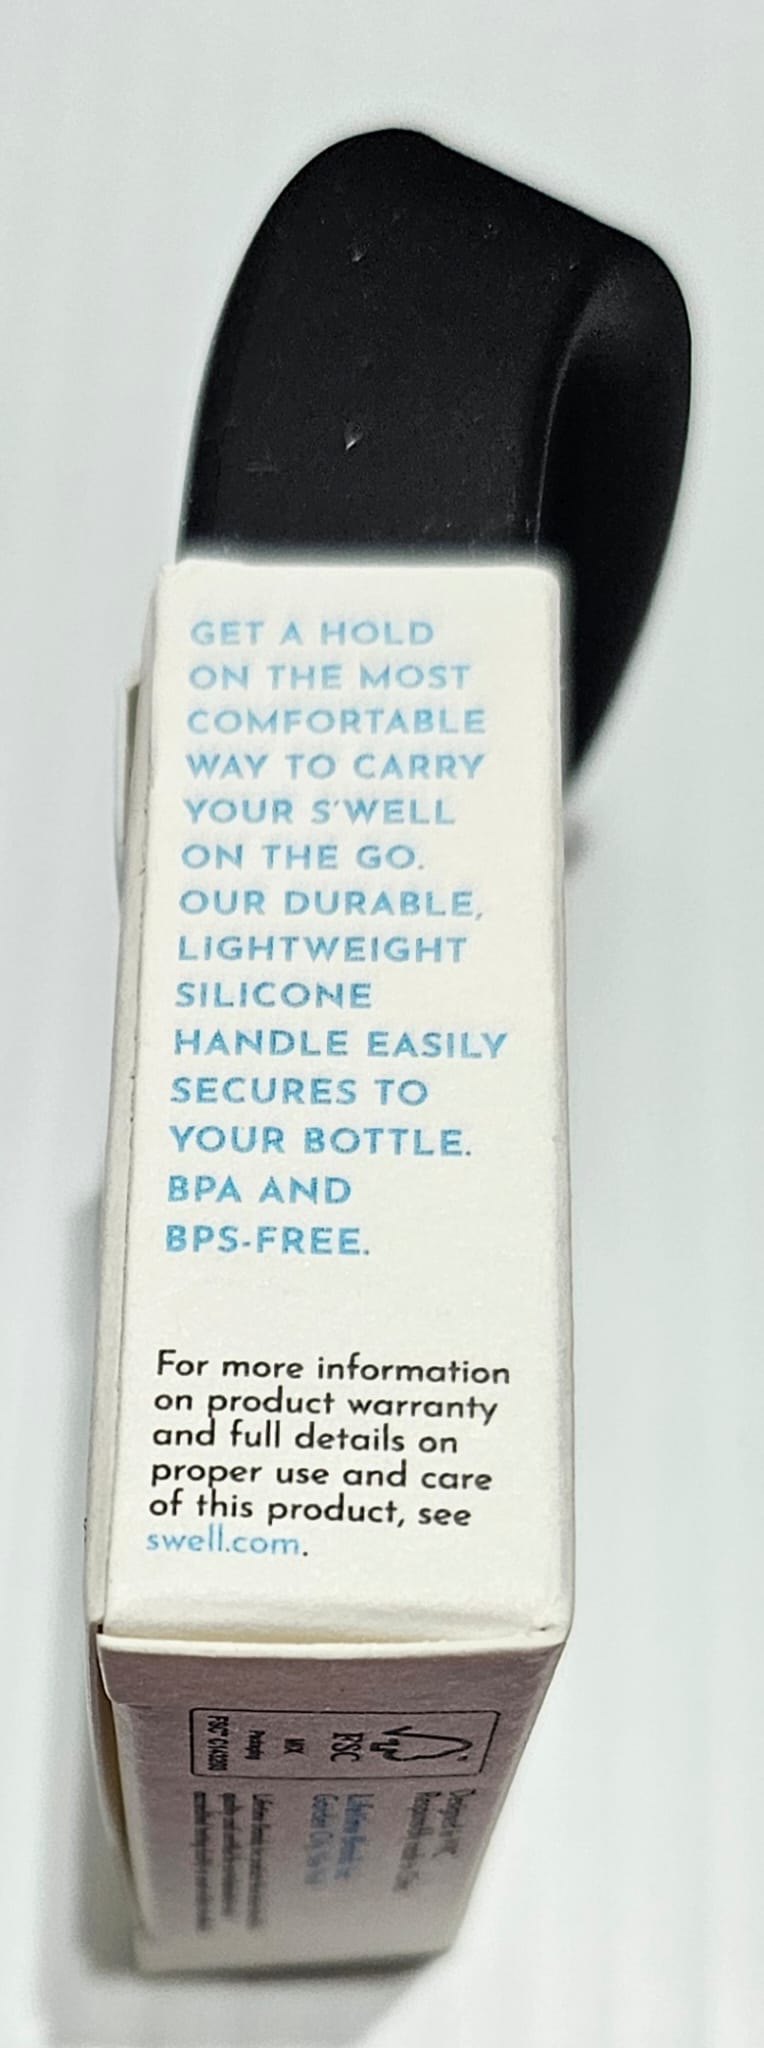 GET A HOLD
ON THE MOST
COMFORTABLE
WAY TO CARRY
YOUR S'WELL
ON THE GO.
OUR DURABLE,
LIGHTWEIGHT
SILICONE
HANDLE EASILY
SECURES TO
YOUR BOTTLE.
BPA AND
BPS-FREE.
For more information
on product warranty
and full details on
proper use and care
of this product, see
swell.com.
FSC
MIX
Packaging